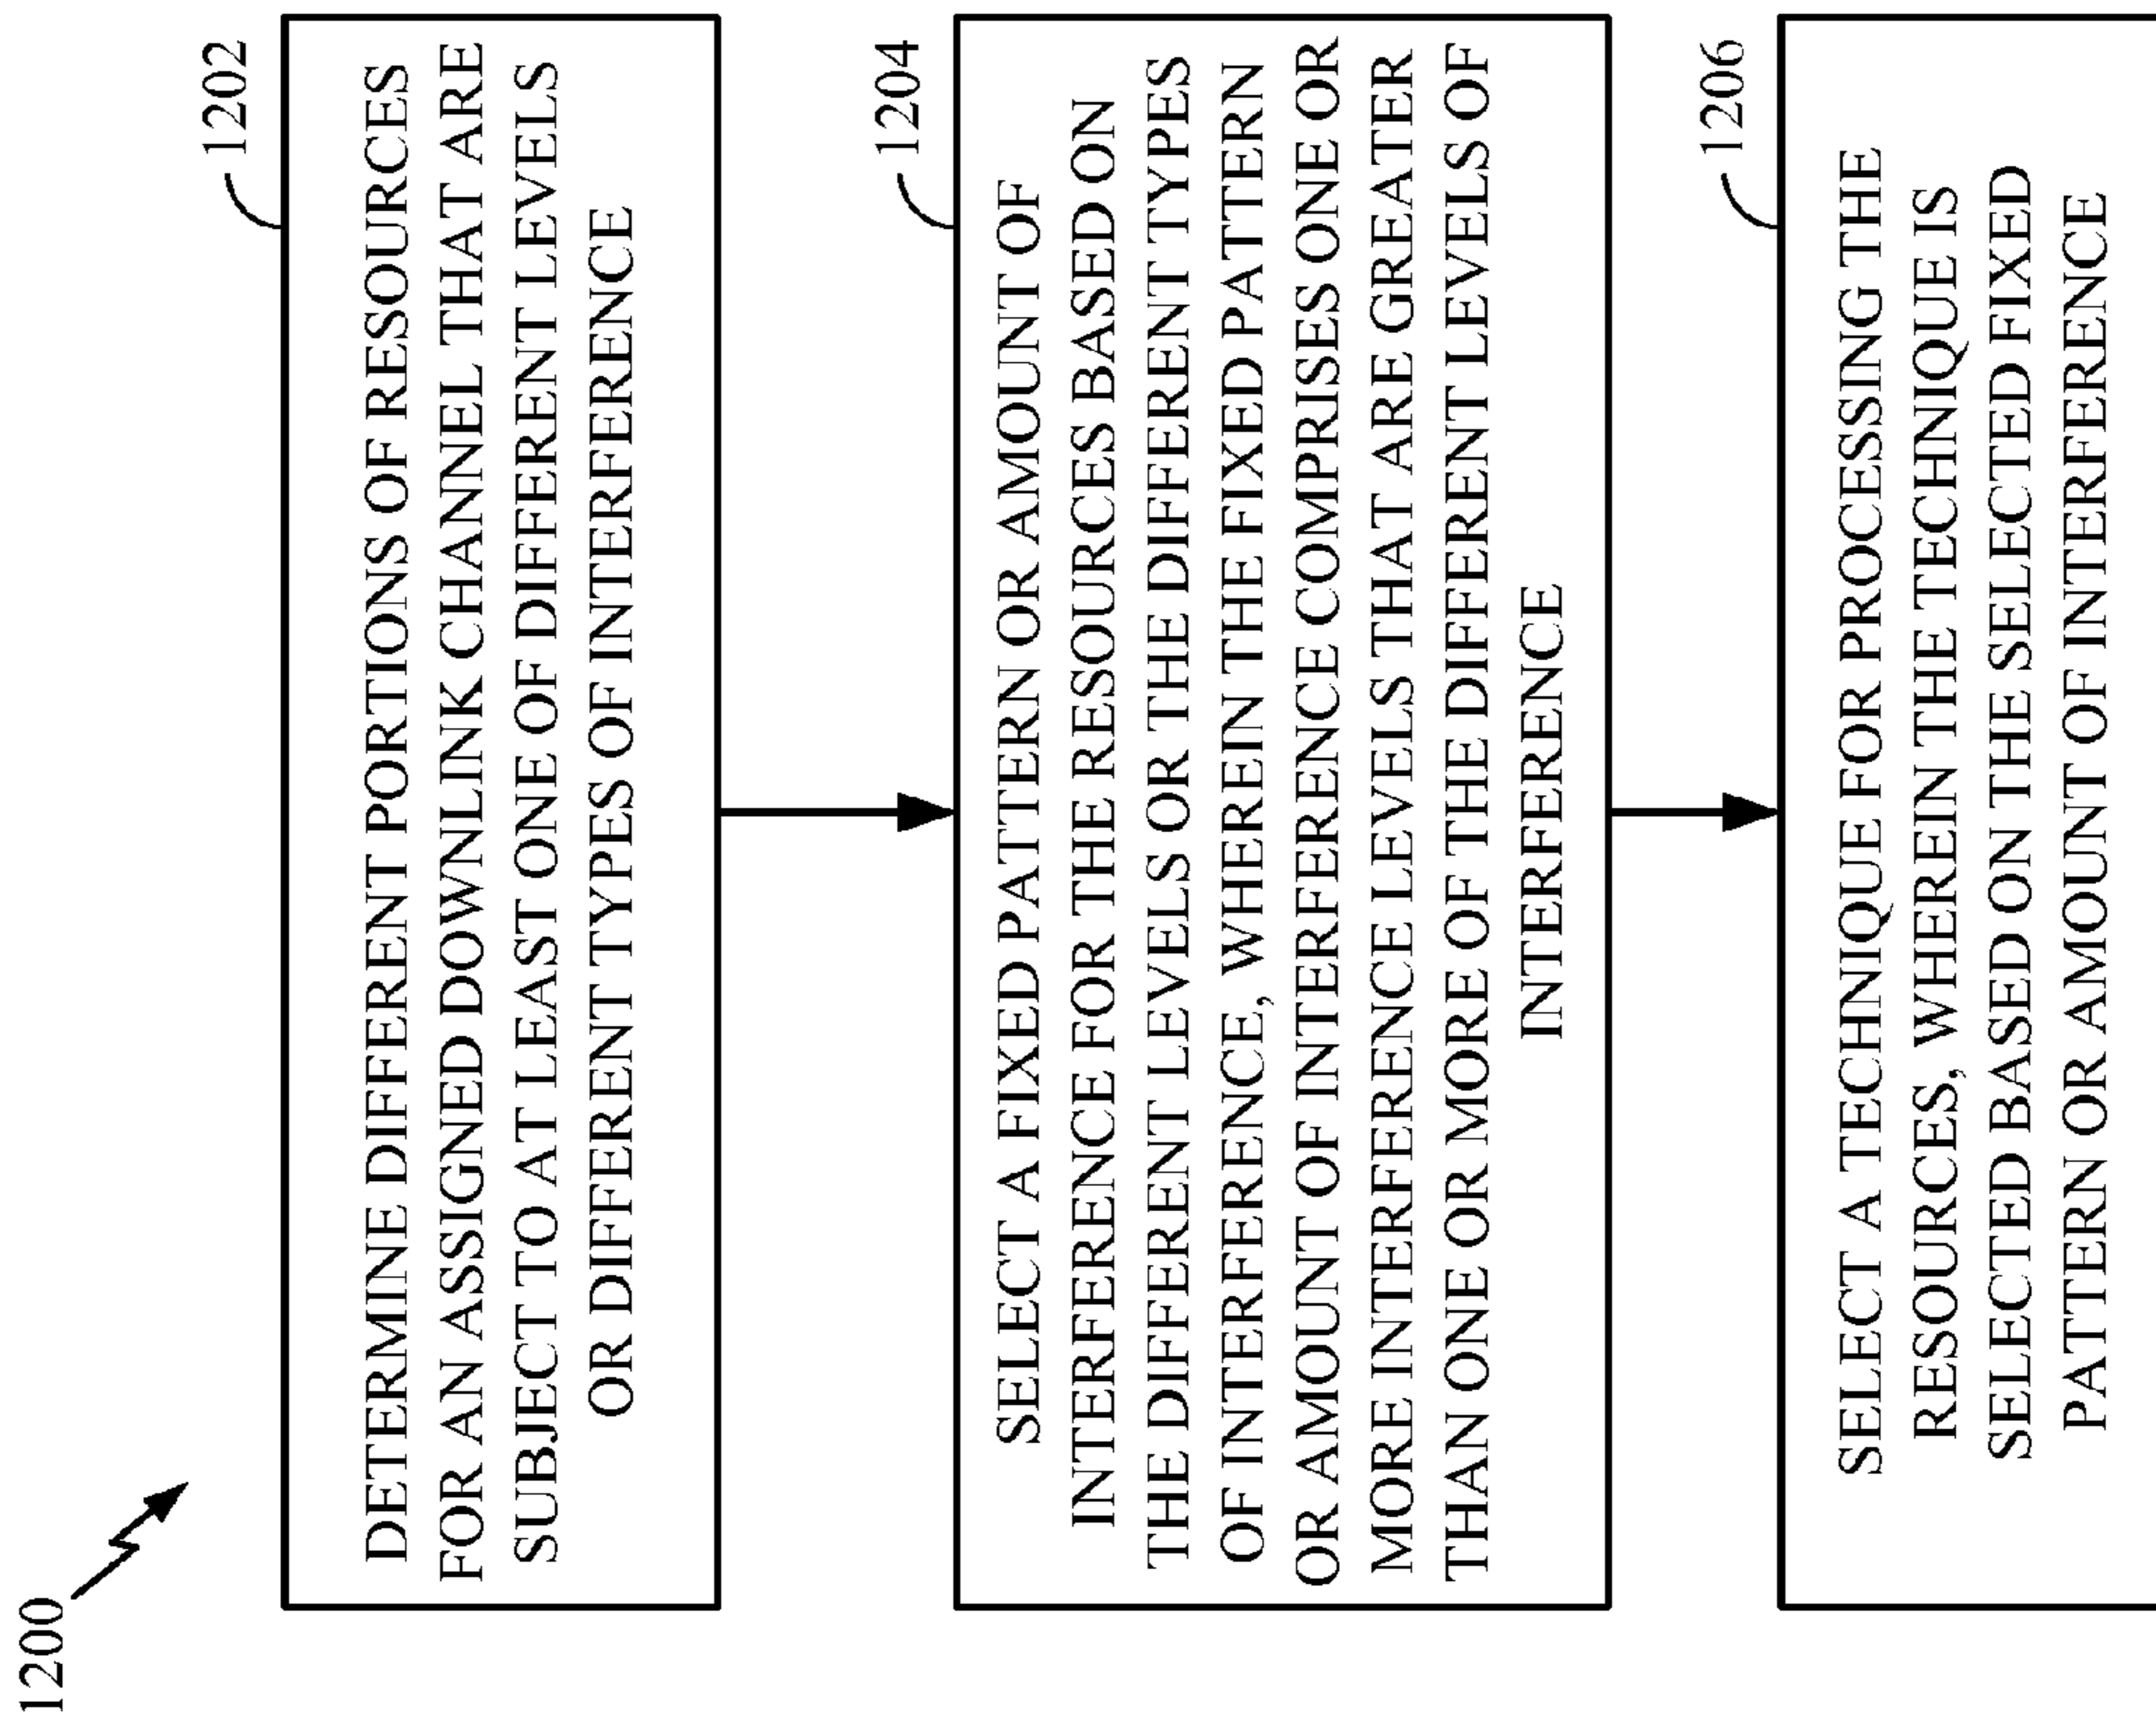 1200
1202
DETERMINE DIFFERENT PORTIONS OF RESOURCES
FOR AN ASSIGNED DOWNLINK CHANNEL THAT ARE
SUBJECT TO AT LEAST ONE OF DIFFERENT LEVELS
OR DIFFERENT TYPES OF INTERFERENCE
1204
SELECT A FIXED PATTERN OR AMOUNT OF
INTERFERENCE FOR THE RESOURCES BASED ON
THE DIFFERENT LEVELS OR THE DIFFERENT TYPES
OF INTERFERENCE, WHEREIN THE FIXED PATTERN
OR AMOUNT OF INTERFERENCE COMPRISES ONE OR
MORE INTERFERENCE LEVELS THAT ARE GREATER
THAN ONE OR MORE OF THE DIFFERENT LEVELS OF
INTERFERENCE
1206
SELECT A TECHNIQUE FOR PROCESSING THE
RESOURCES, WHEREIN THE TECHNIQUE IS
SELECTED BASED ON THE SELECTED FIXED
PATTERN OR AMOUNT OF INTERFERENCE